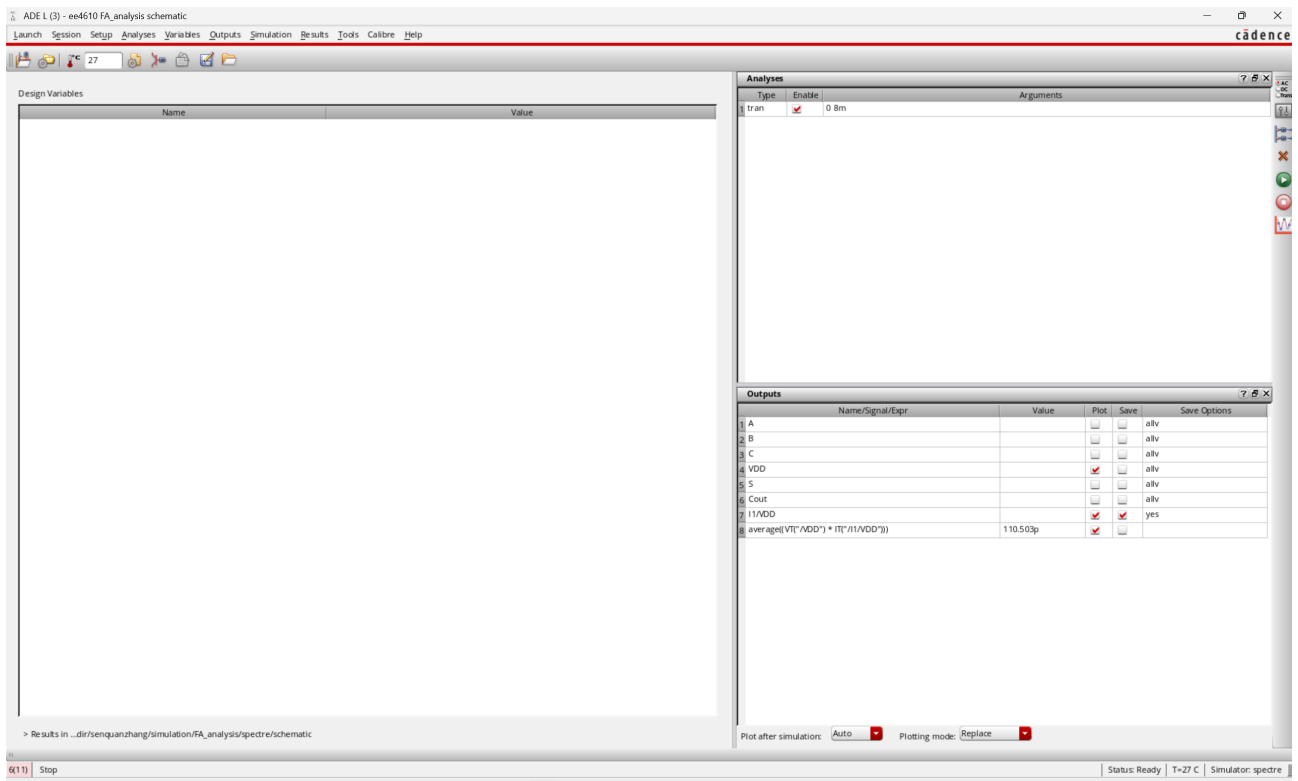 ADE L (3) - ee4610 FA_analysis schematic
Launch Session Setup Analyses Variables Outputs Simulation Results Tools Calibre Help
cādence
°C 27
Design Variables
Name Value
Analyses
Type Enable Arguments
1 tran 0 8m
AC
DC
Trans
Outputs
Name/Signal/Expr Value Plot Save Save Options
1 A allv
2 B allv
3 C allv
4 VDD allv
5 S allv
6 Cout allv
7 I1/VDD yes
8 average((VT("/VDD") * IT("/I1/VDD"))) 110.503p
Plot after simulation: Auto Plotting mode: Replace
> Results in ...dir/senquanzhang/simulation/FA_analysis/spectre/schematic
6(11) Stop Status: Ready T=27 C Simulator: spectre